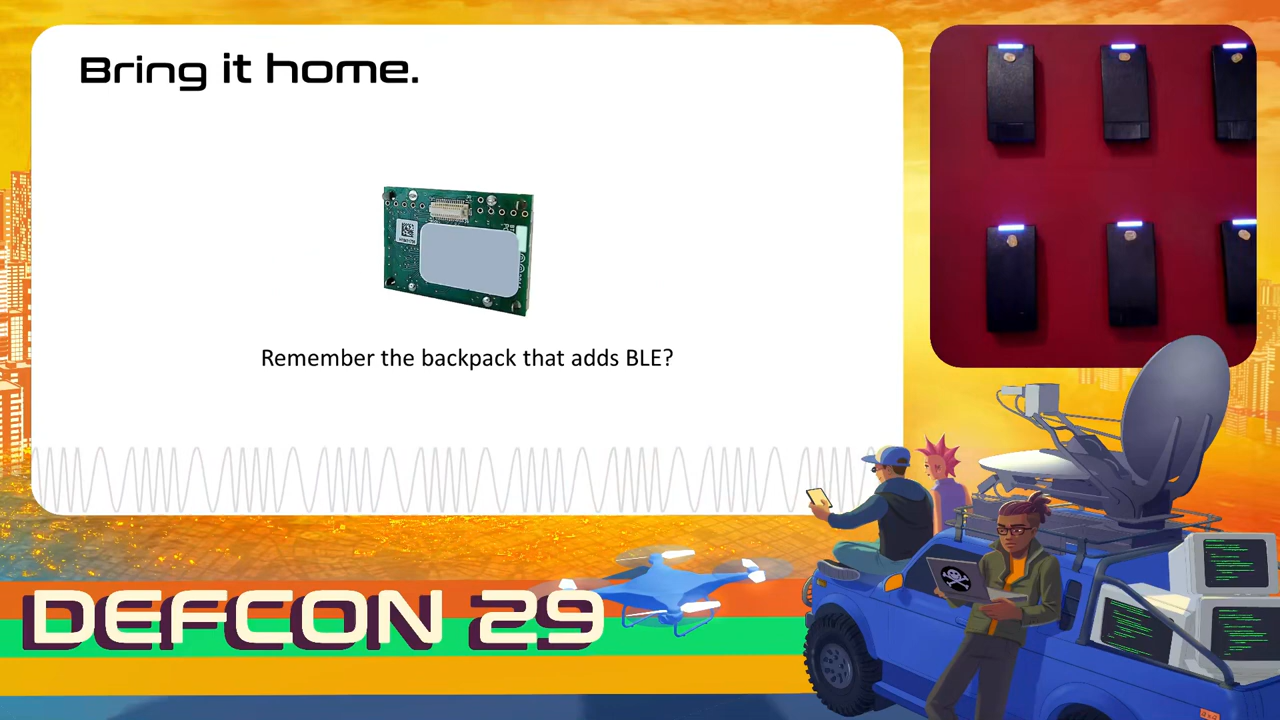 Bring it home.
Remember the backpack that adds BLE?
DEFCON 29